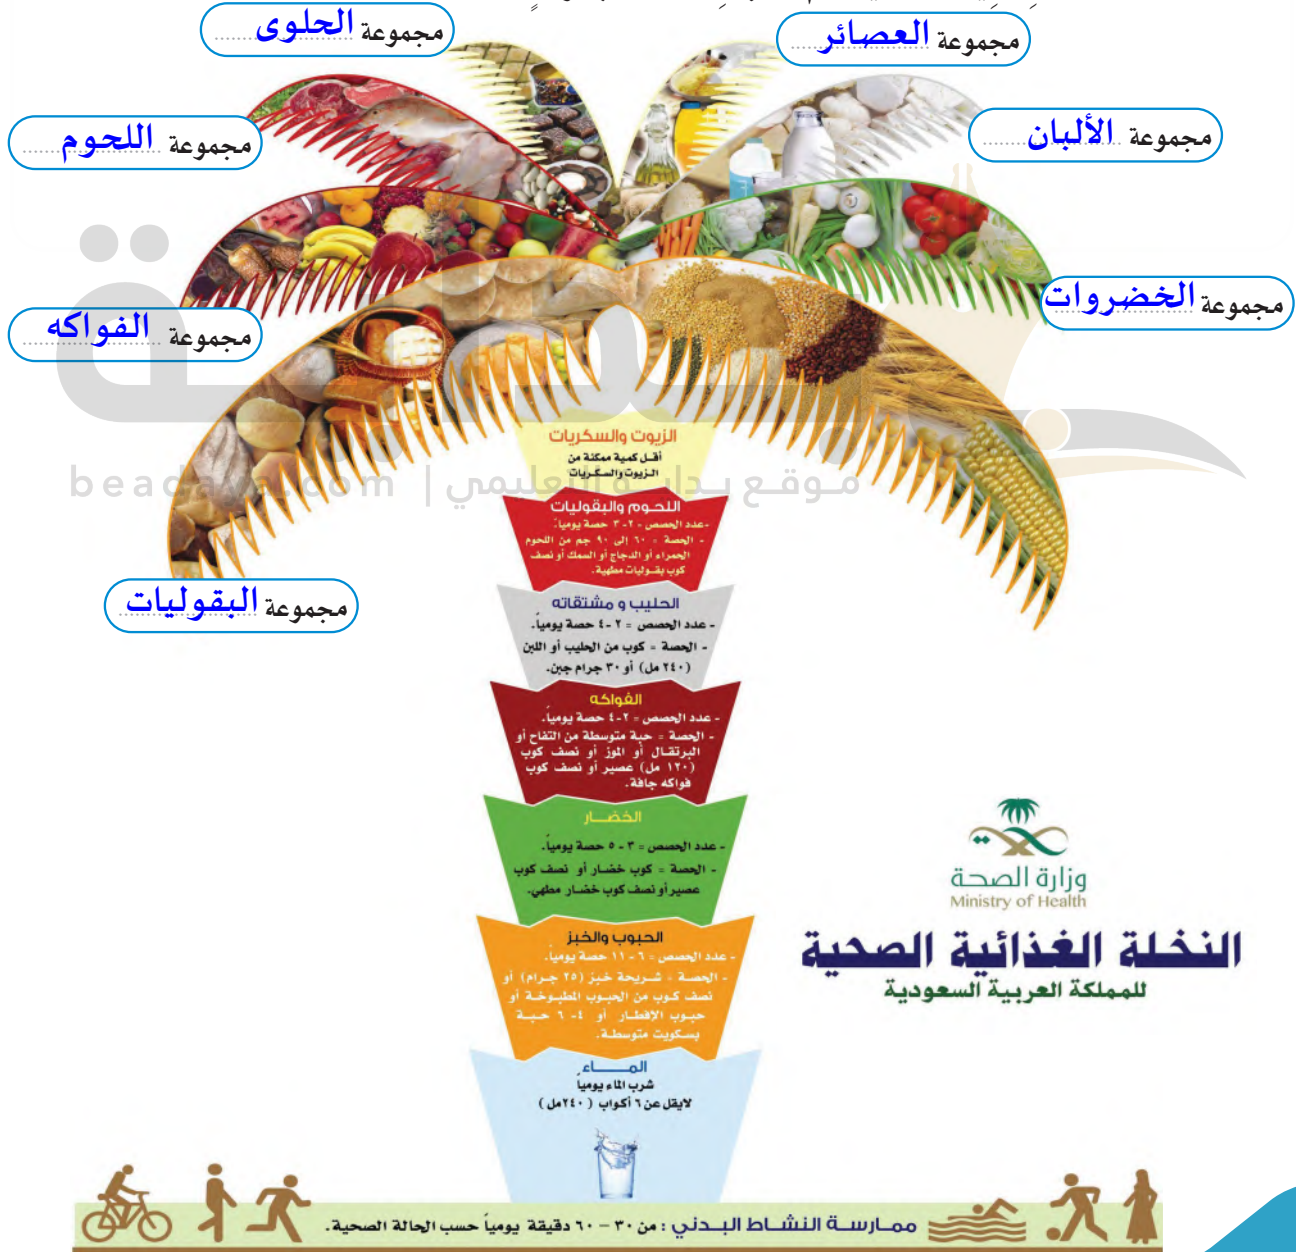 مجموعة العصائر
مجموعة الحلوى
مجموعة الألبان
مجموعة اللحوم
مجموعة الخضروات
مجموعة الفواكه
مجموعة البقوليات
بداية
موقع بداية التعليمي | beadaya.com
الزيوت والسكريات
أقل كمية ممكنة من
الزيوت والسكريات
اللحوم والبقوليات
-عدد الحصص = ٢ - ٣ حصة يومياً.
- الحصة = ٦٠ إلى ٩٠ جم من اللحوم
الحمراء أو الدجاج أو السمك أو نصف
كوب بقوليات مطهية.
الحليب و مشتقاته
- عدد الحصص = ٢ - ٤ حصة يومياً.
- الحصة = كوب من الحليب أو اللبن
(٢٤٠ مل) أو ٣٠ جرام جبن.
الفواكه
- عدد الحصص = ٢ - ٤ حصة يومياً.
- الحصة = حبة متوسطة من التفاح أو
البرتقال أو الموز أو نصف كوب
(١٢٠ مل) عصير أو نصف كوب
فواكه جافة.
الخضار
- عدد الحصص = ٣ - ٥ حصة يومياً.
- الحصة = كوب خضار أو نصف كوب
عصير أو نصف كوب خضار مطهي.
الحبوب والخبز
- عدد الحصص = ٦ - ١١ حصة يومياً.
- الحصة = شريحة خبز (٢٥ جرام) أو
نصف كوب من الحبوب المطبوخة أو
حبوب الإفطار أو ٤- ٦ حبة
بسكويت متوسطة.
الماء
شرب الماء يومياً
لايقل عن ٦ أكواب (٢٤٠مل)
وزارة الصحة
Ministry of Health
النخلة الغذائية الصحية
للمملكة العربية السعودية
ممارسة النشاط البدني : من ٣٠ – ٦٠ دقيقة يومياً حسب الحالة الصحية.